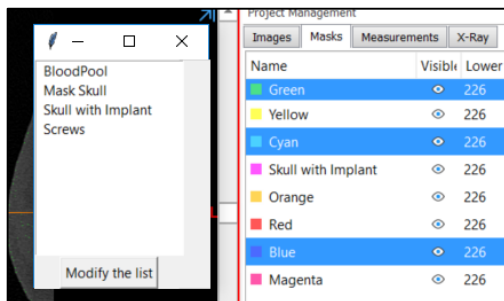 Project Management
Images Masks Measurements X-Ray
Name Visible Lower
Green 226
Yellow 226
Cyan 226
Skull with Implant 226
Orange 226
Red 226
Blue 226
Magenta 226
BloodPool
Mask Skull
Skull with Implant
Screws
Modify the list